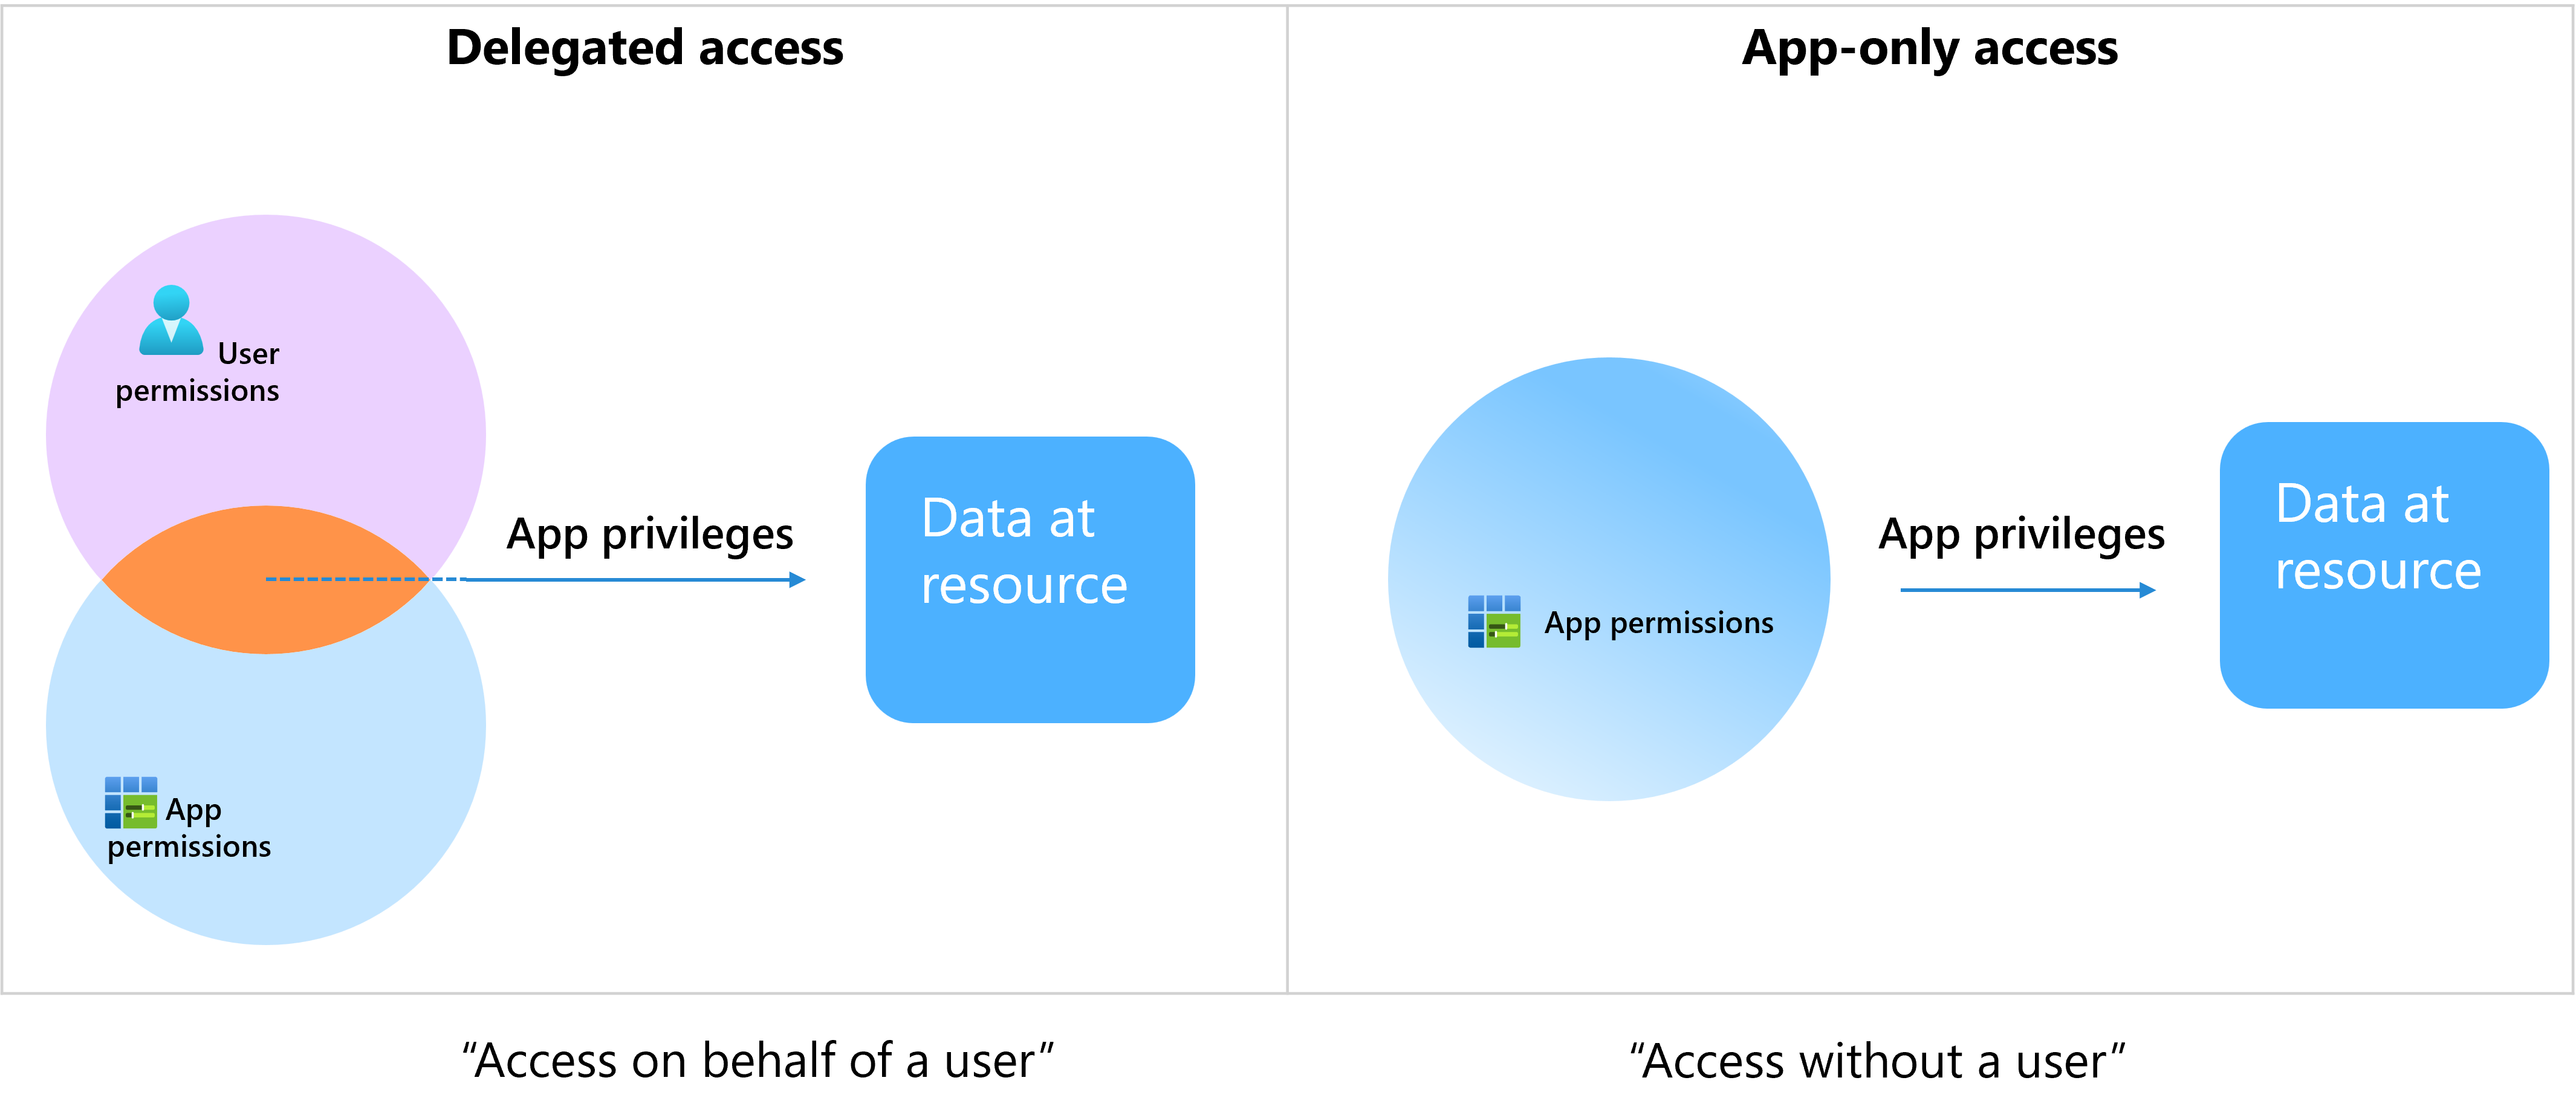 Delegated access
User
permissions
App privileges
Data at
resource
App
permissions
“Access on behalf of a user”
App-only access
App permissions
App privileges
Data at
resource
“Access without a user”